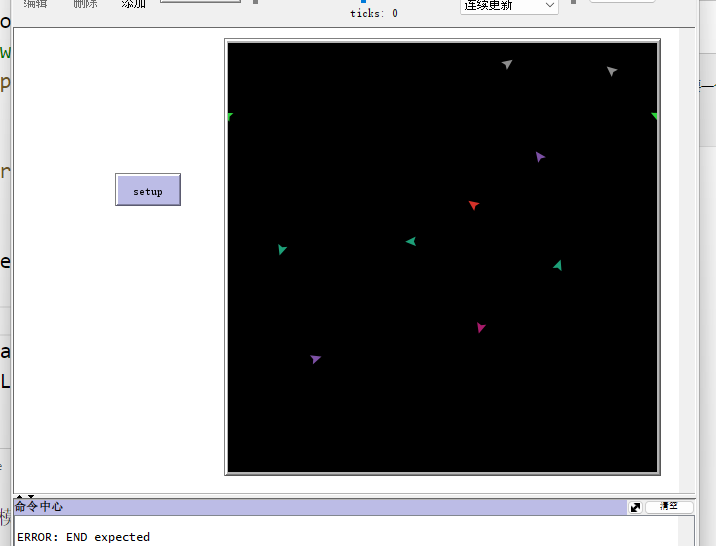 编辑 删除 添加
ticks: 0
连续更新
setup
命令中心
清空
ERROR: END expected